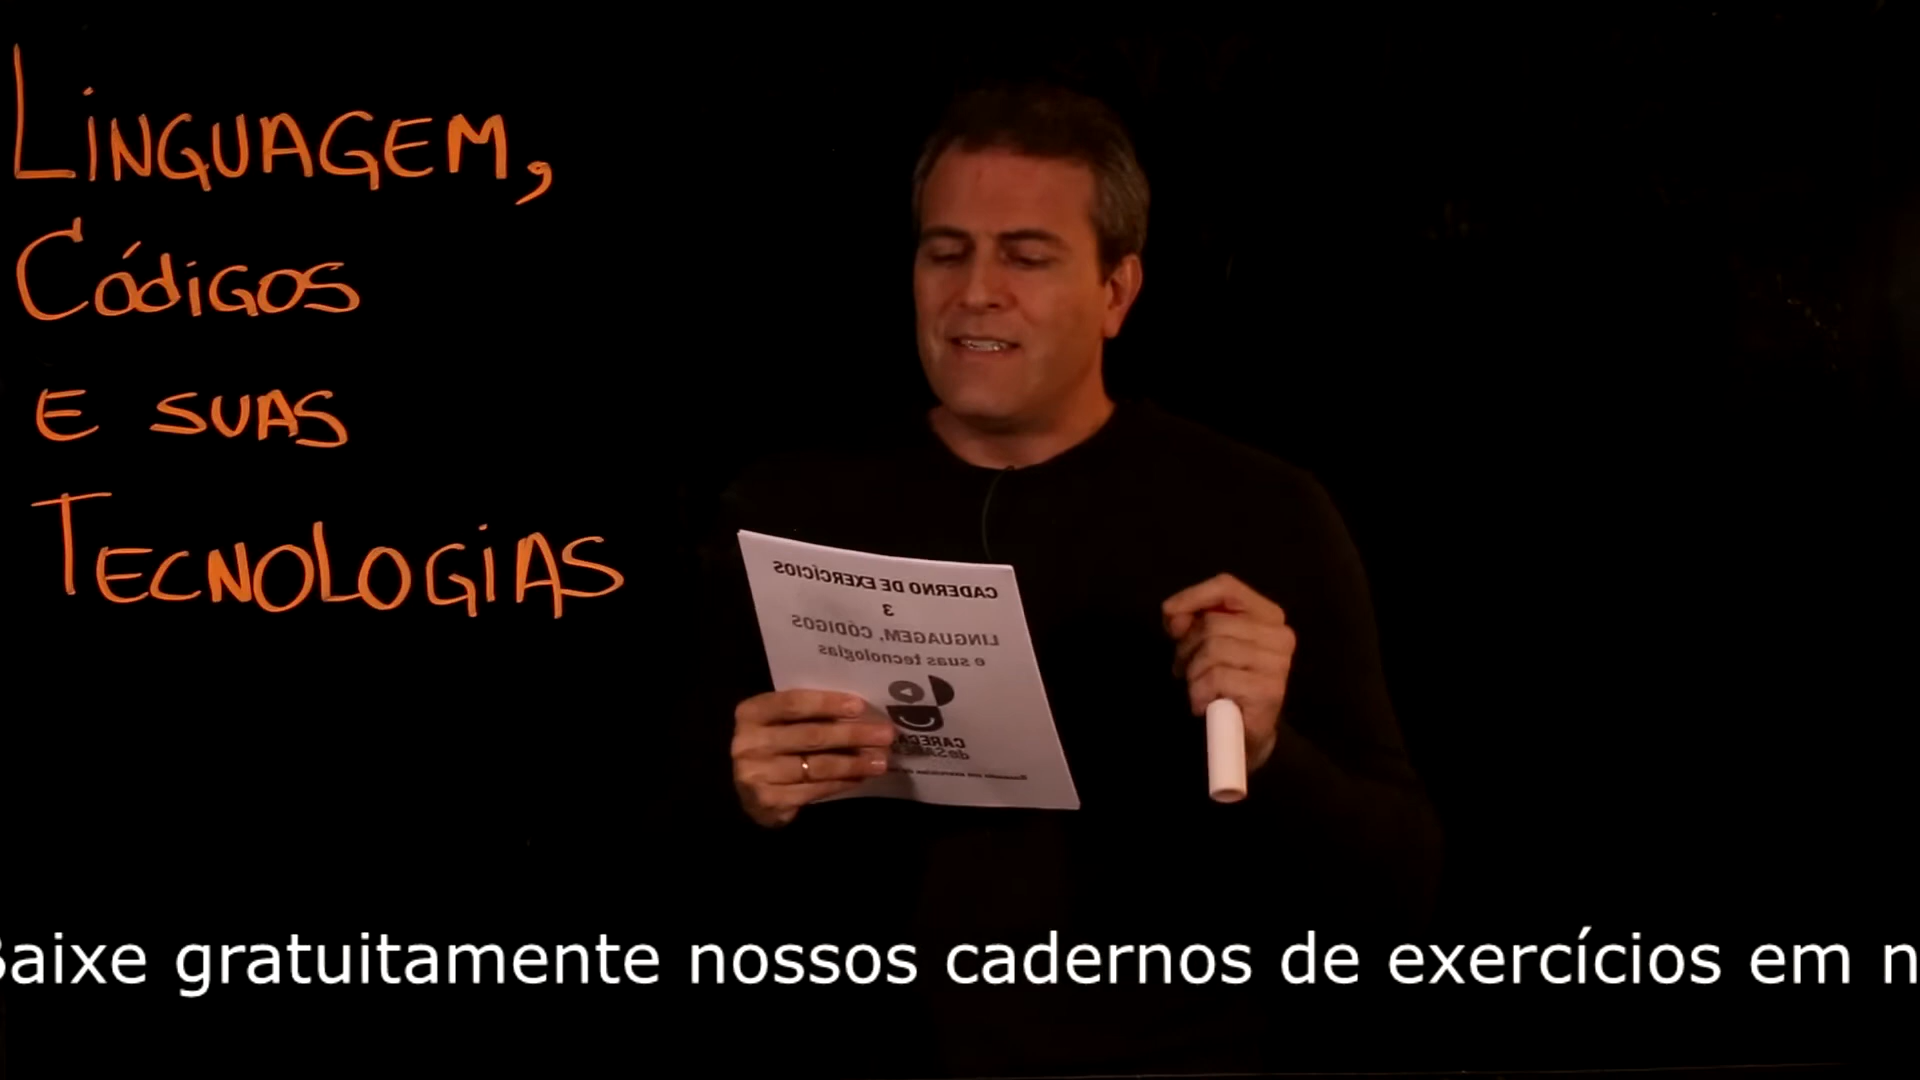 LINGUAGEM,
CÓDIGOS
E SUAS
TECNOLOGIAS
CADERNO DE EXERCÍCIOS
3
LINGUAGEM, CÓDIGOS
e suas tecnologias
Baixe gratuitamente nossos cadernos de exercícios em n